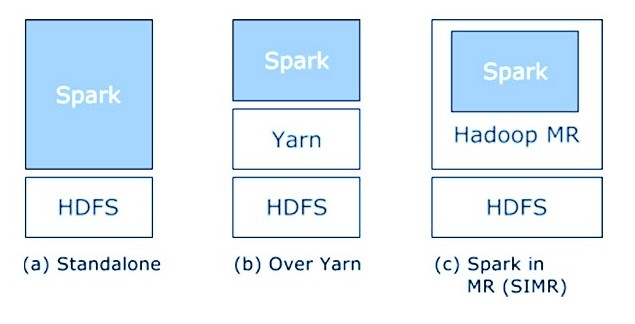 Spark
HDFS
(a) Standalone
Spark
Yarn
HDFS
(b) Over Yarn
Spark
Hadoop MR
HDFS
(c) Spark in
MR (SIMR)